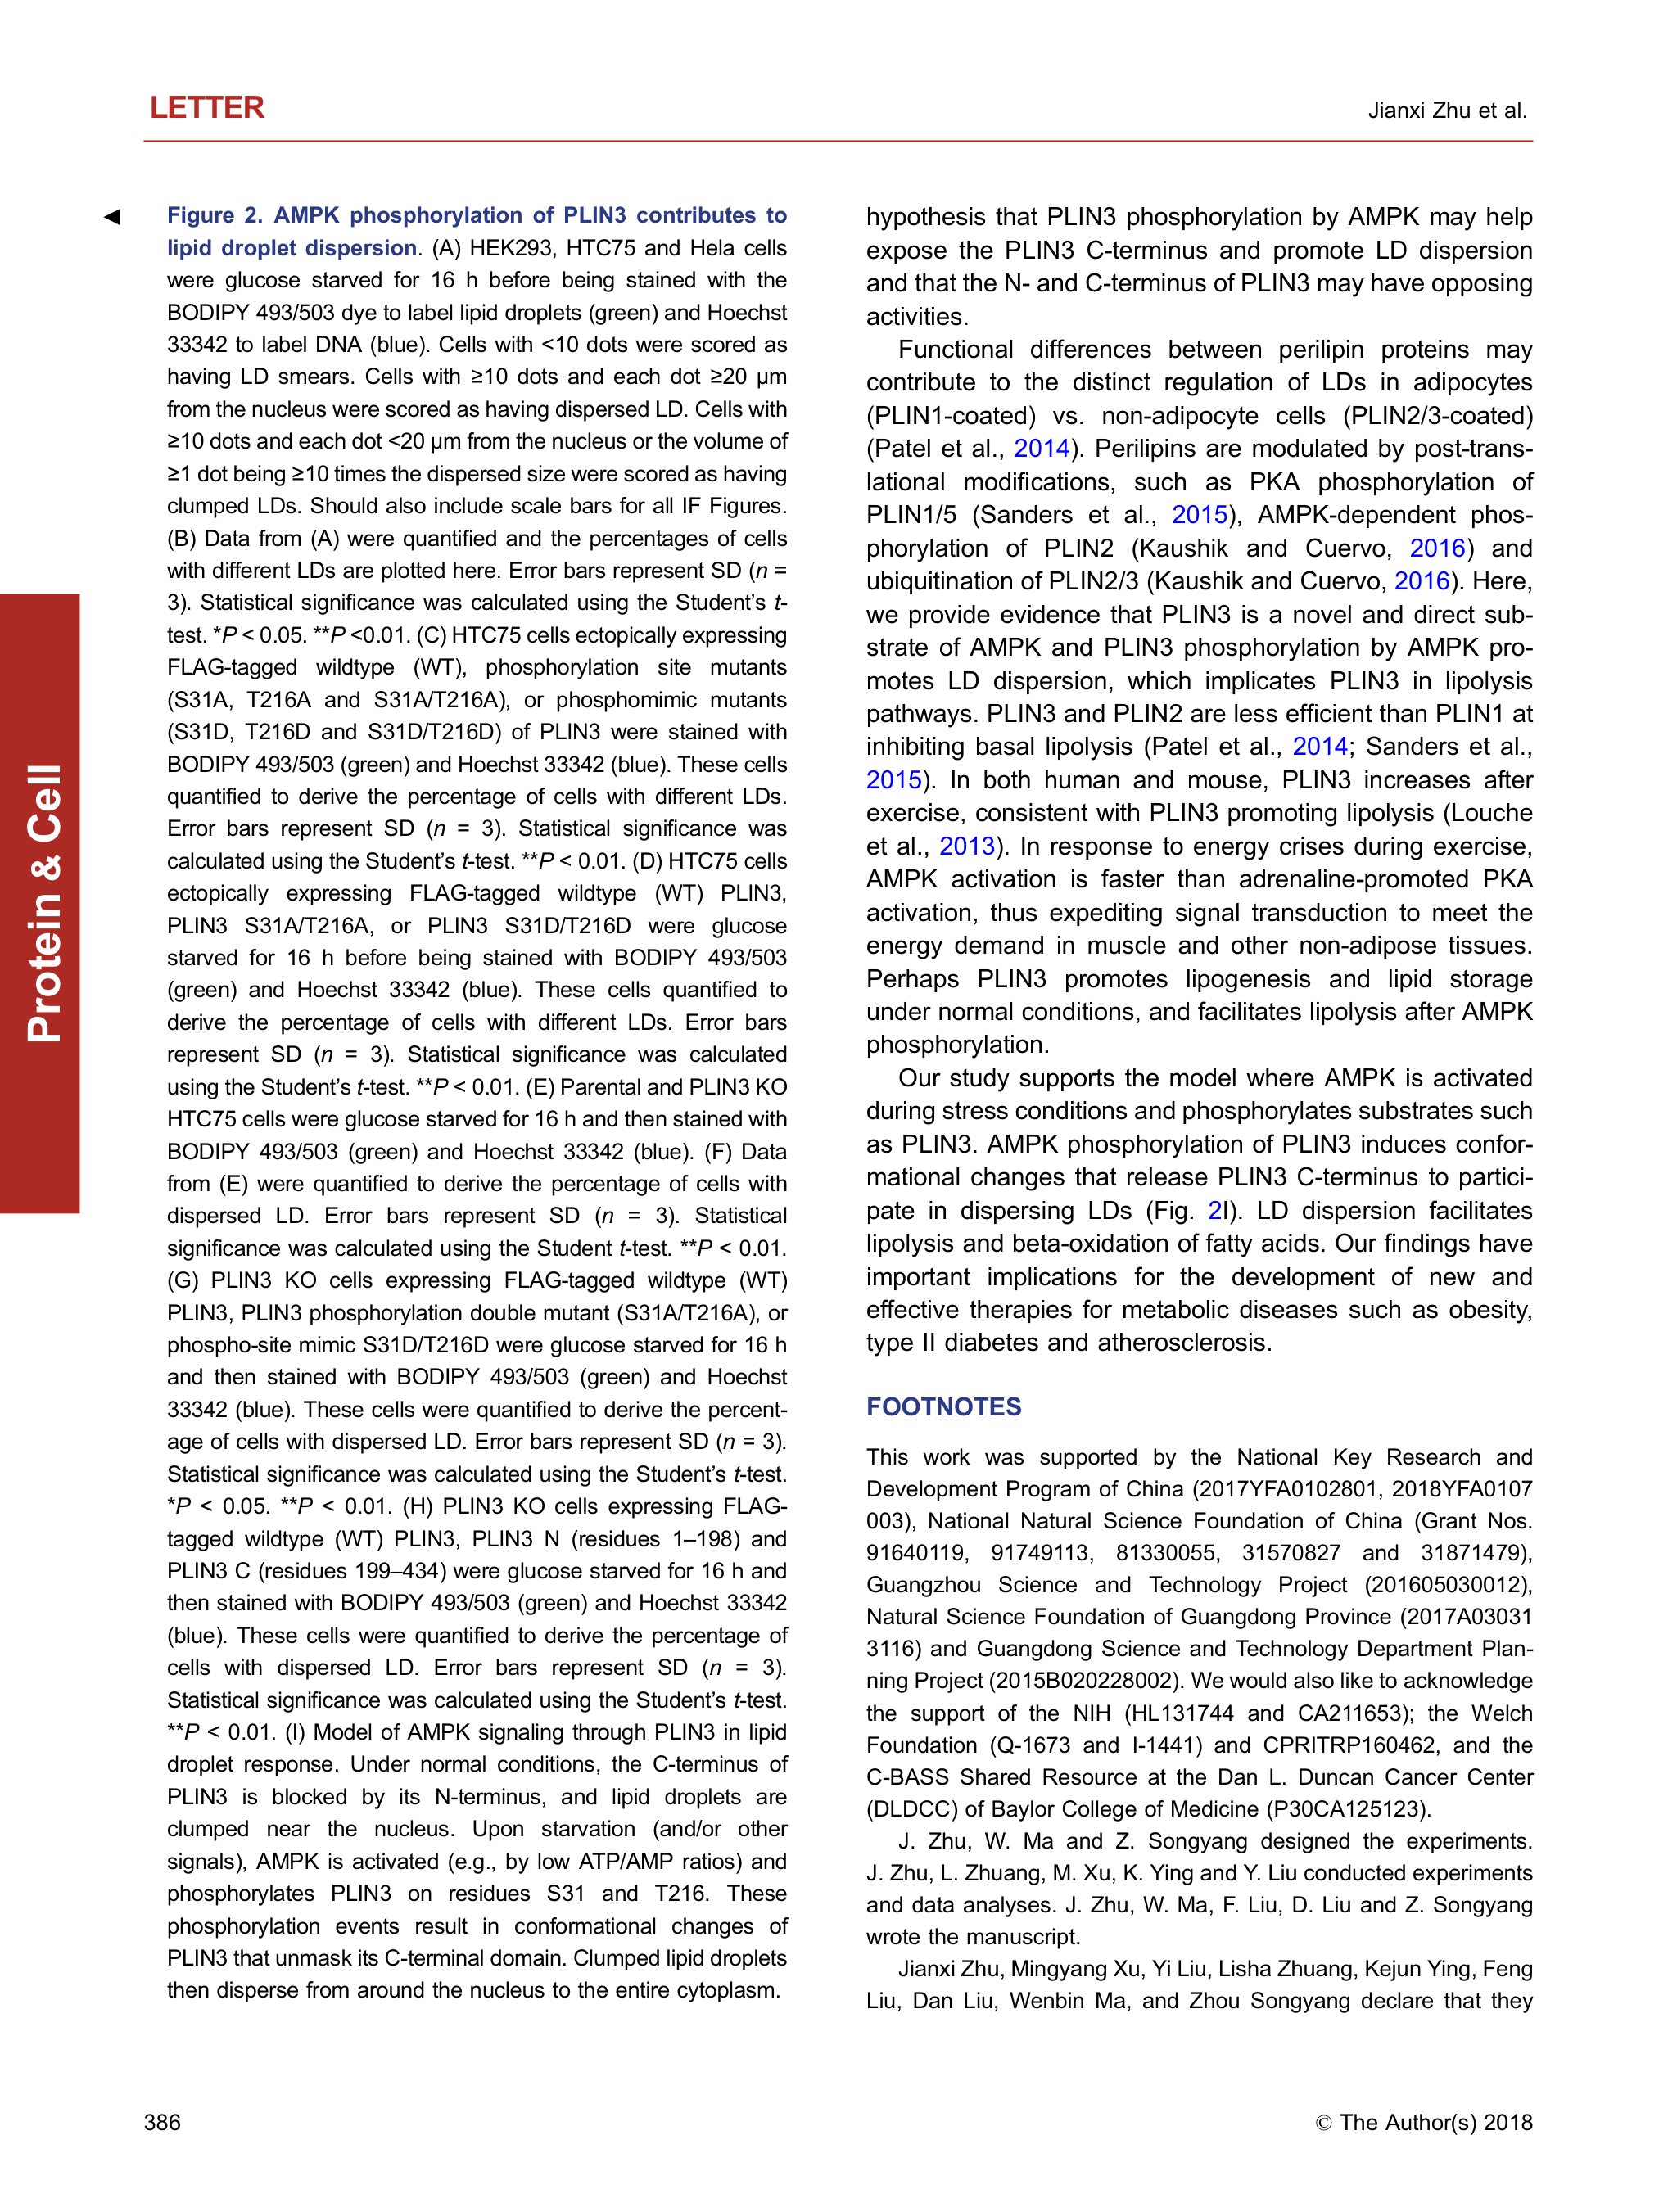 LETTER
Jianxi Zhu et al.
◄ Figure 2. AMPK phosphorylation of PLIN3 contributes to
lipid droplet dispersion. (A) HEK293, HTC75 and Hela cells
were glucose starved for 16 h before being stained with the
BODIPY 493/503 dye to label lipid droplets (green) and Hoechst
33342 to label DNA (blue). Cells with <10 dots were scored as
having LD smears. Cells with ≥10 dots and each dot ≥20 μm
from the nucleus were scored as having dispersed LD. Cells with
≥10 dots and each dot <20 μm from the nucleus or the volume of
≥1 dot being ≥10 times the dispersed size were scored as having
clumped LDs. Should also include scale bars for all IF Figures.
(B) Data from (A) were quantified and the percentages of cells
with different LDs are plotted here. Error bars represent SD (n =
3). Statistical significance was calculated using the Student’s t-
test. *P < 0.05. **P <0.01. (C) HTC75 cells ectopically expressing
FLAG-tagged wildtype (WT), phosphorylation site mutants
(S31A, T216A and S31A/T216A), or phosphomimic mutants
(S31D, T216D and S31D/T216D) of PLIN3 were stained with
BODIPY 493/503 (green) and Hoechst 33342 (blue). These cells
quantified to derive the percentage of cells with different LDs.
Error bars represent SD (n = 3). Statistical significance was
calculated using the Student’s t-test. **P < 0.01. (D) HTC75 cells
ectopically expressing FLAG-tagged wildtype (WT) PLIN3,
PLIN3 S31A/T216A, or PLIN3 S31D/T216D were glucose
starved for 16 h before being stained with BODIPY 493/503
(green) and Hoechst 33342 (blue). These cells quantified to
derive the percentage of cells with different LDs. Error bars
represent SD (n = 3). Statistical significance was calculated
using the Student’s t-test. **P < 0.01. (E) Parental and PLIN3 KO
HTC75 cells were glucose starved for 16 h and then stained with
BODIPY 493/503 (green) and Hoechst 33342 (blue). (F) Data
from (E) were quantified to derive the percentage of cells with
dispersed LD. Error bars represent SD (n = 3). Statistical
significance was calculated using the Student t-test. **P < 0.01.
(G) PLIN3 KO cells expressing FLAG-tagged wildtype (WT)
PLIN3, PLIN3 phosphorylation double mutant (S31A/T216A), or
phospho-site mimic S31D/T216D were glucose starved for 16 h
and then stained with BODIPY 493/503 (green) and Hoechst
33342 (blue). These cells were quantified to derive the percent-
age of cells with dispersed LD. Error bars represent SD (n = 3).
Statistical significance was calculated using the Student’s t-test.
*P < 0.05. **P < 0.01. (H) PLIN3 KO cells expressing FLAG-
tagged wildtype (WT) PLIN3, PLIN3 N (residues 1–198) and
PLIN3 C (residues 199–434) were glucose starved for 16 h and
then stained with BODIPY 493/503 (green) and Hoechst 33342
(blue). These cells were quantified to derive the percentage of
cells with dispersed LD. Error bars represent SD (n = 3).
Statistical significance was calculated using the Student’s t-test.
**P < 0.01. (I) Model of AMPK signaling through PLIN3 in lipid
droplet response. Under normal conditions, the C-terminus of
PLIN3 is blocked by its N-terminus, and lipid droplets are
clumped near the nucleus. Upon starvation (and/or other
signals), AMPK is activated (e.g., by low ATP/AMP ratios) and
phosphorylates PLIN3 on residues S31 and T216. These
phosphorylation events result in conformational changes of
PLIN3 that unmask its C-terminal domain. Clumped lipid droplets
then disperse from around the nucleus to the entire cytoplasm.
hypothesis that PLIN3 phosphorylation by AMPK may help
expose the PLIN3 C-terminus and promote LD dispersion
and that the N- and C-terminus of PLIN3 may have opposing
activities.
Functional differences between perilipin proteins may
contribute to the distinct regulation of LDs in adipocytes
(PLIN1-coated) vs. non-adipocyte cells (PLIN2/3-coated)
(Patel et al., 2014). Perilipins are modulated by post-trans-
lational modifications, such as PKA phosphorylation of
PLIN1/5 (Sanders et al., 2015), AMPK-dependent phos-
phorylation of PLIN2 (Kaushik and Cuervo, 2016) and
ubiquitination of PLIN2/3 (Kaushik and Cuervo, 2016). Here,
we provide evidence that PLIN3 is a novel and direct sub-
strate of AMPK and PLIN3 phosphorylation by AMPK pro-
motes LD dispersion, which implicates PLIN3 in lipolysis
pathways. PLIN3 and PLIN2 are less efficient than PLIN1 at
inhibiting basal lipolysis (Patel et al., 2014; Sanders et al.,
2015). In both human and mouse, PLIN3 increases after
exercise, consistent with PLIN3 promoting lipolysis (Louche
et al., 2013). In response to energy crises during exercise,
AMPK activation is faster than adrenaline-promoted PKA
activation, thus expediting signal transduction to meet the
energy demand in muscle and other non-adipose tissues.
Perhaps PLIN3 promotes lipogenesis and lipid storage
under normal conditions, and facilitates lipolysis after AMPK
phosphorylation.
Our study supports the model where AMPK is activated
during stress conditions and phosphorylates substrates such
as PLIN3. AMPK phosphorylation of PLIN3 induces confor-
mational changes that release PLIN3 C-terminus to partici-
pate in dispersing LDs (Fig. 2I). LD dispersion facilitates
lipolysis and beta-oxidation of fatty acids. Our findings have
important implications for the development of new and
effective therapies for metabolic diseases such as obesity,
type II diabetes and atherosclerosis.
FOOTNOTES
This work was supported by the National Key Research and
Development Program of China (2017YFA0102801, 2018YFA0107
003), National Natural Science Foundation of China (Grant Nos.
91640119, 91749113, 81330055, 31570827 and 31871479),
Guangzhou Science and Technology Project (201605030012),
Natural Science Foundation of Guangdong Province (2017A03031
3116) and Guangdong Science and Technology Department Plan-
ning Project (2015B020228002). We would also like to acknowledge
the support of the NIH (HL131744 and CA211653); the Welch
Foundation (Q-1673 and I-1441) and CPRITRP160462, and the
C-BASS Shared Resource at the Dan L. Duncan Cancer Center
(DLDCC) of Baylor College of Medicine (P30CA125123).
J. Zhu, W. Ma and Z. Songyang designed the experiments.
J. Zhu, L. Zhuang, M. Xu, K. Ying and Y. Liu conducted experiments
and data analyses. J. Zhu, W. Ma, F. Liu, D. Liu and Z. Songyang
wrote the manuscript.
Jianxi Zhu, Mingyang Xu, Yi Liu, Lisha Zhuang, Kejun Ying, Feng
Liu, Dan Liu, Wenbin Ma, and Zhou Songyang declare that they
Protein & Cell
386
© The Author(s) 2018